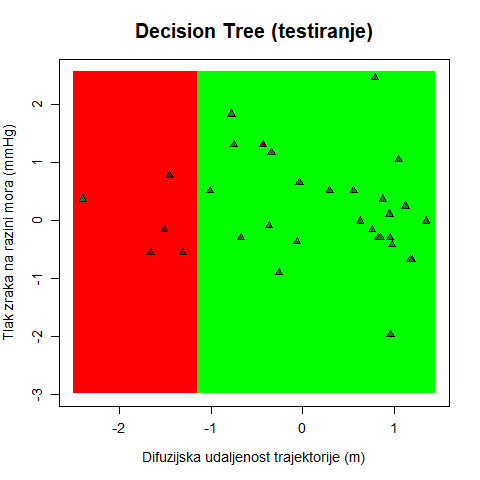 Decision Tree (testiranje)
Tlak zraka na razini mora (mmHg)
2
1
0
-1
-2
-3
-2 -1 0 1
Difuzijska udaljenost trajektorije (m)